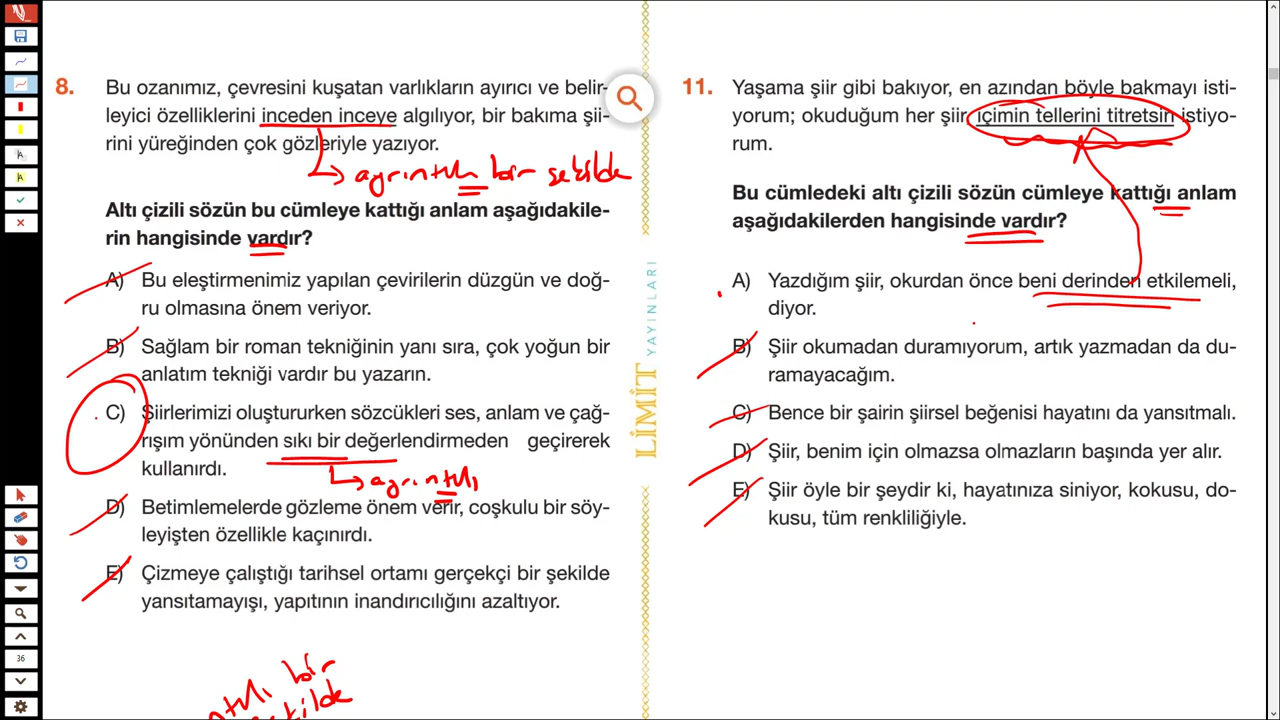 8. Bu ozanımız, çevresini kuşatan varlıkların ayırıcı ve belir-
leyici özelliklerini inceden inceye algılıyor, bir bakıma şii-
rini yüreğinden çok gözleriyle yazıyor.
ayrıntılı bir şekilde
Altı çizili sözün bu cümleye kattığı anlam aşağıdakile-
rin hangisinde vardır?
A) Bu eleştirmenimiz yapılan çevirilerin düzgün ve doğ-
ru olmasına önem veriyor.
B) Sağlam bir roman tekniğinin yanı sıra, çok yoğun bir
anlatım tekniği vardır bu yazarın.
C) Şiirlerimizi oluştururken sözcükleri ses, anlam ve çağ-
rışım yönünden sıkı bir değerlendirmeden geçirerek
kullanırdı.
ayrıntılı
D) Betimlemelerde gözleme önem verir, coşkulu bir söy-
leyişten özellikle kaçınırdı.
E) Çizmeye çalıştığı tarihsel ortamı gerçekçi bir şekilde
yansıtamayışı, yapıtının inandırıcılığını azaltıyor.
bir
LİMİT YAYINLARI
11. Yaşama şiir gibi bakıyor, en azından böyle bakmayı isti-
yorum; okuduğum her şiir içimin tellerini titretsin istiyo-
rum.
Bu cümledeki altı çizili sözün cümleye kattığı anlam
aşağıdakilerden hangisinde vardır?
A) Yazdığım şiir, okurdan önce beni derinden etkilemeli,
diyor.
B) Şiir okumadan duramıyorum, artık yazmadan da du-
ramayacağım.
C) Bence bir şairin şiirsel beğenisi hayatını da yansıtmalı.
D) Şiir, benim için olmazsa olmazların başında yer alır.
E) Şiir öyle bir şeydir ki, hayatınıza siniyor, kokusu, do-
kusu, tüm renkliliğiyle.
36